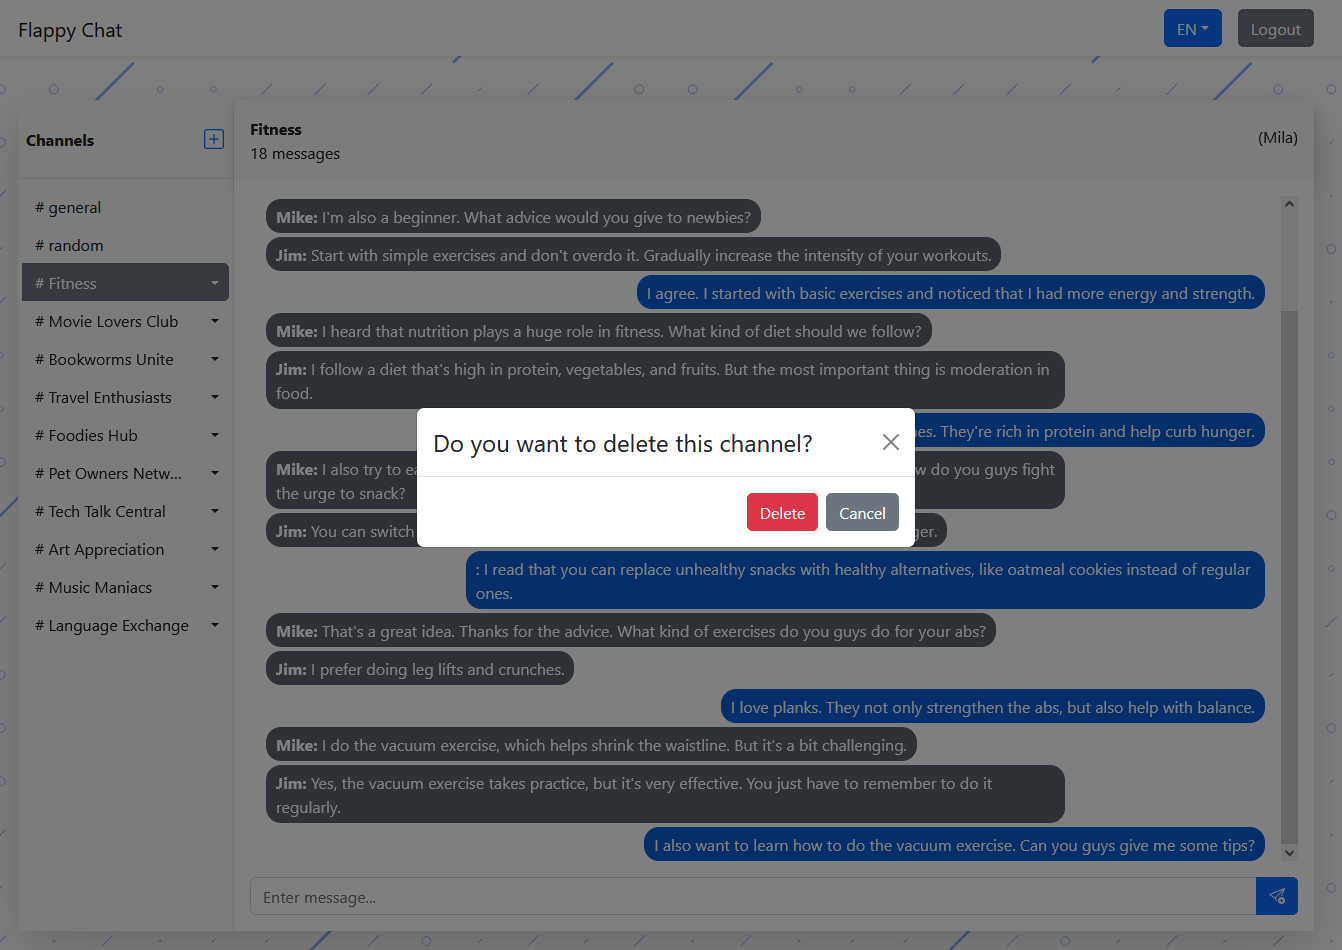 Flappy Chat
EN
Logout
Channels
# general
# random
# Fitness
# Movie Lovers Club
# Bookworms Unite
# Travel Enthusiasts
# Foodies Hub
# Pet Owners Netw...
# Tech Talk Central
# Art Appreciation
# Music Maniacs
# Language Exchange
Fitness
18 messages
(Mila)
Mike: I'm also a beginner. What advice would you give to newbies?
Jim: Start with simple exercises and don't overdo it. Gradually increase the intensity of your workouts.
I agree. I started with basic exercises and noticed that I had more energy and strength.
Mike: I heard that nutrition plays a huge role in fitness. What kind of diet should we follow?
Jim: I follow a diet that's high in protein, vegetables, and fruits. But the most important thing is moderation in
food.
They're rich in protein and help curb hunger.
Mike: I also try to
do you guys fight
the urge to snack?
Jim: You can switch
Do you want to delete this channel?
Delete
Cancel
: I read that you can replace unhealthy snacks with healthy alternatives, like oatmeal cookies instead of regular
ones.
Mike: That's a great idea. Thanks for the advice. What kind of exercises do you guys do for your abs?
Jim: I prefer doing leg lifts and crunches.
I love planks. They not only strengthen the abs, but also help with balance.
Mike: I do the vacuum exercise, which helps shrink the waistline. But it's a bit challenging.
Jim: Yes, the vacuum exercise takes practice, but it's very effective. You just have to remember to do it
regularly.
I also want to learn how to do the vacuum exercise. Can you guys give me some tips?
Enter message...